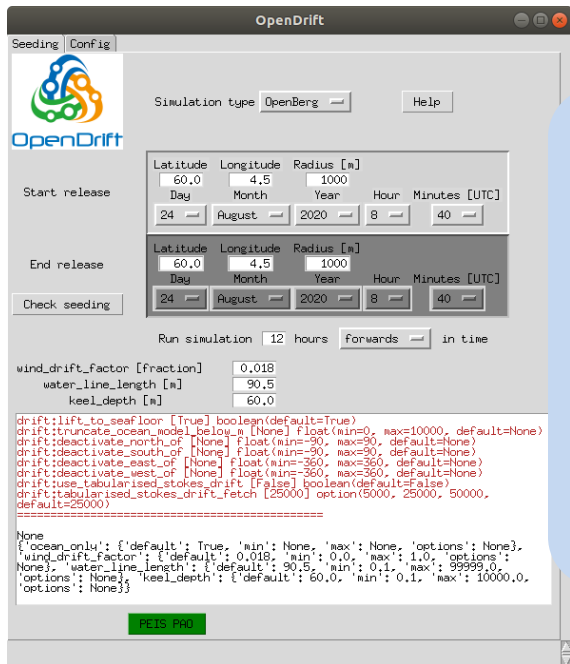 OpenDrift
Seeding Config
OpenDrift
Simulation type OpenBerg Help
Start release
Latitude Longitude Radius [m]
60.0 4.5 1000
Day Month Year Hour Minutes [UTC]
24 August 2020 8 40
End release
Latitude Longitude Radius [m]
60.0 4.5 1000
Day Month Year Hour Minutes [UTC]
24 August 2020 8 40
Check seeding
Run simulation 12 hours forwards in time
wind_drift_factor [fraction] 0.018
water_line_length [m] 90.5
keel_depth [m] 60.0
drift:lift_to_seafloor [True] boolean(default=True)
drift:truncate_ocean_model_below_m [None] float(min=0, max=10000, default=None)
drift:deactivate_north_of [None] float(min=-90, max=90, default=None)
drift:deactivate_south_of [None] float(min=-90, max=90, default=None)
drift:deactivate_east_of [None] float(min=-360, max=360, default=None)
drift:deactivate_west_of [None] float(min=-360, max=360, default=None)
drift:use_tabularised_stokes_drift [False] boolean(default=False)
drift:tabularised_stokes_drift_fetch [25000] option(5000, 25000, 50000,
default=25000)
==============================================
None
{'ocean_only': {'default': True, 'min': None, 'max': None, 'options': None},
'wind_drift_factor': {'default': 0.018, 'min': 0.0, 'max': 1.0, 'options':
None}, 'water_line_length': {'default': 90.5, 'min': 0.1, 'max': 99999.0,
'options': None}, 'keel_depth': {'default': 60.0, 'min': 0.1, 'max': 10000.0,
'options': None}}
PEIS PAO